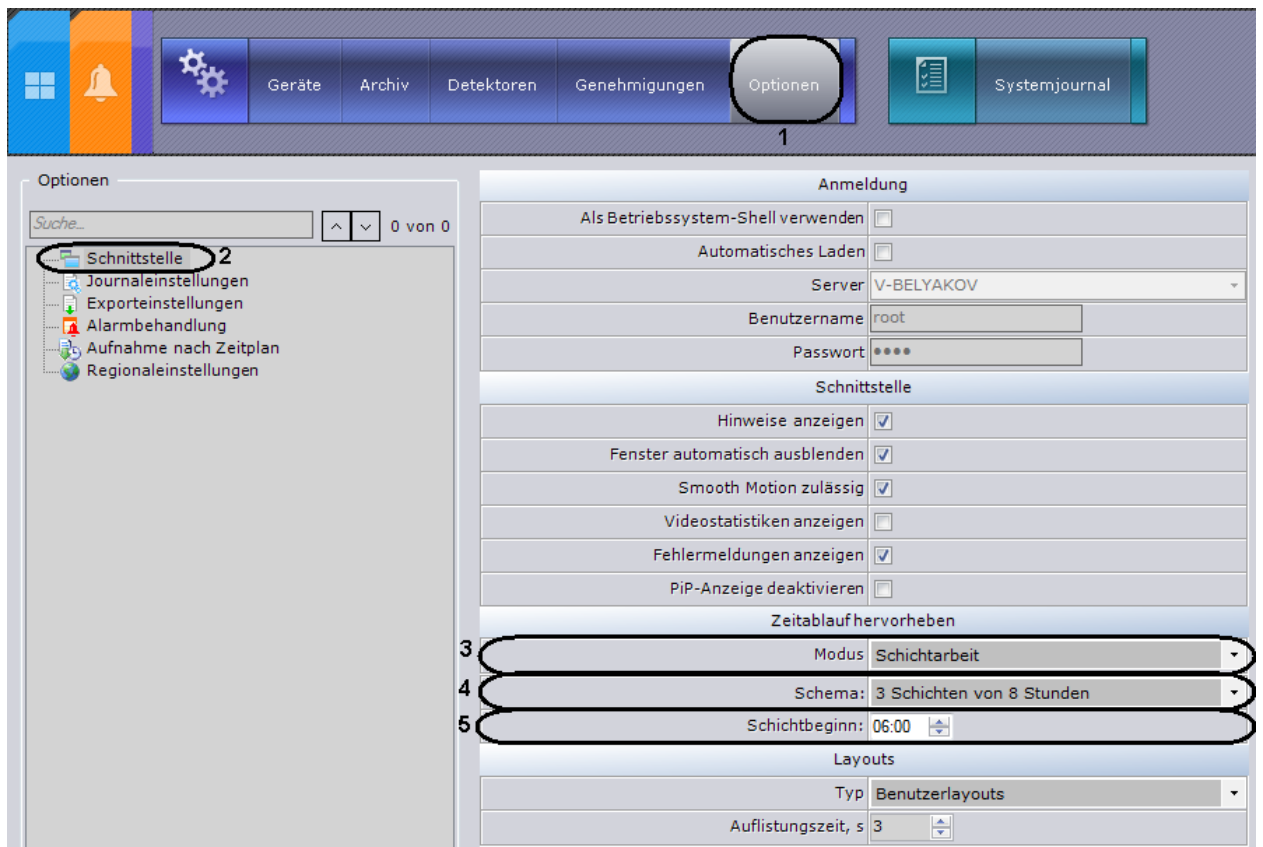 Geräte Archiv Detektoren Genehmigungen Optionen Systemjournal
1
Optionen
Suche...
0 von 0
Schnittstelle 2
Journaleinstellungen
Exporteinstellungen
Alarmbehandlung
Aufnahme nach Zeitplan
Regionaleinstellungen
Anmeldung
Als Betriebssystem-Shell verwenden
Automatisches Laden
Server V-BELYAKOV
Benutzername root
Passwort ••••
Schnittstelle
Hinweise anzeigen
Fenster automatisch ausblenden
Smooth Motion zulässig
Videostatistiken anzeigen
Fehlermeldungen anzeigen
PiP-Anzeige deaktivieren
Zeitablauf hervorheben
3 Modus Schichtarbeit
4 Schema: 3 Schichten von 8 Stunden
5 Schichtbeginn: 06:00
Layouts
Typ Benutzerlayouts
Auflistungszeit, s 3